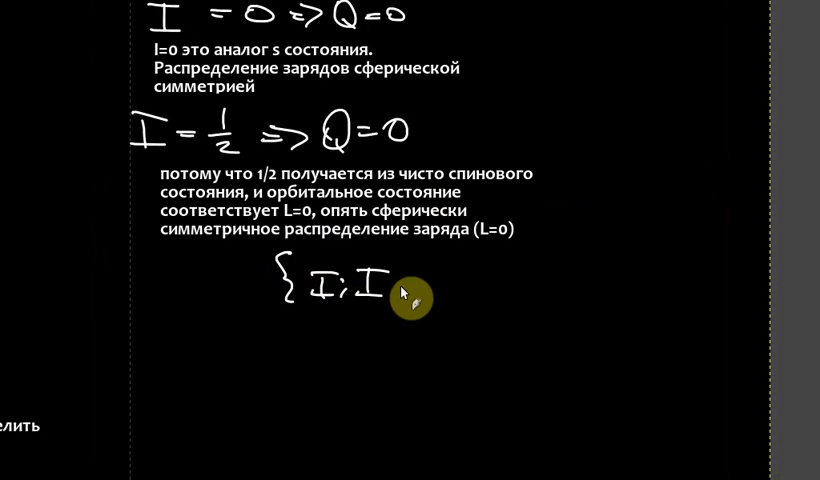 I = 0 => Q=0
I=0 это аналог s состояния.
Распределение зарядов сферической
симметрией
I = 1/2 => Q=0
потому что 1/2 получается из чисто спинового
состояния, и орбитальное состояние
соответствует L=0, опять сферически
симметричное распределение заряда (L=0)
{ I; I
елить